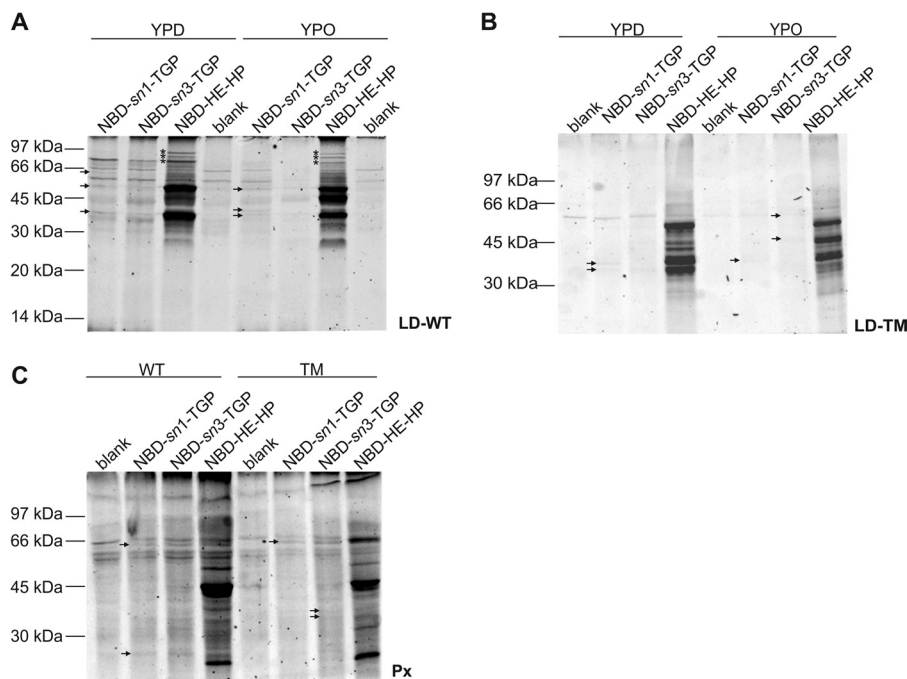 A
YPD YPO
NBD-sn1-TGP NBD-sn3-TGP NBD-HE-HP blank NBD-sn1-TGP NBD-sn3-TGP NBD-HE-HP blank
97 kDa
66 kDa
45 kDa
30 kDa
20 kDa
14 kDa
***
***
LD-WT
B
YPD YPO
blank NBD-sn1-TGP NBD-sn3-TGP NBD-HE-HP blank NBD-sn1-TGP NBD-sn3-TGP NBD-HE-HP
97 kDa
66 kDa
45 kDa
30 kDa
LD-TM
C
WT TM
blank NBD-sn1-TGP NBD-sn3-TGP NBD-HE-HP blank NBD-sn1-TGP NBD-sn3-TGP NBD-HE-HP
97 kDa
66 kDa
45 kDa
30 kDa
Px